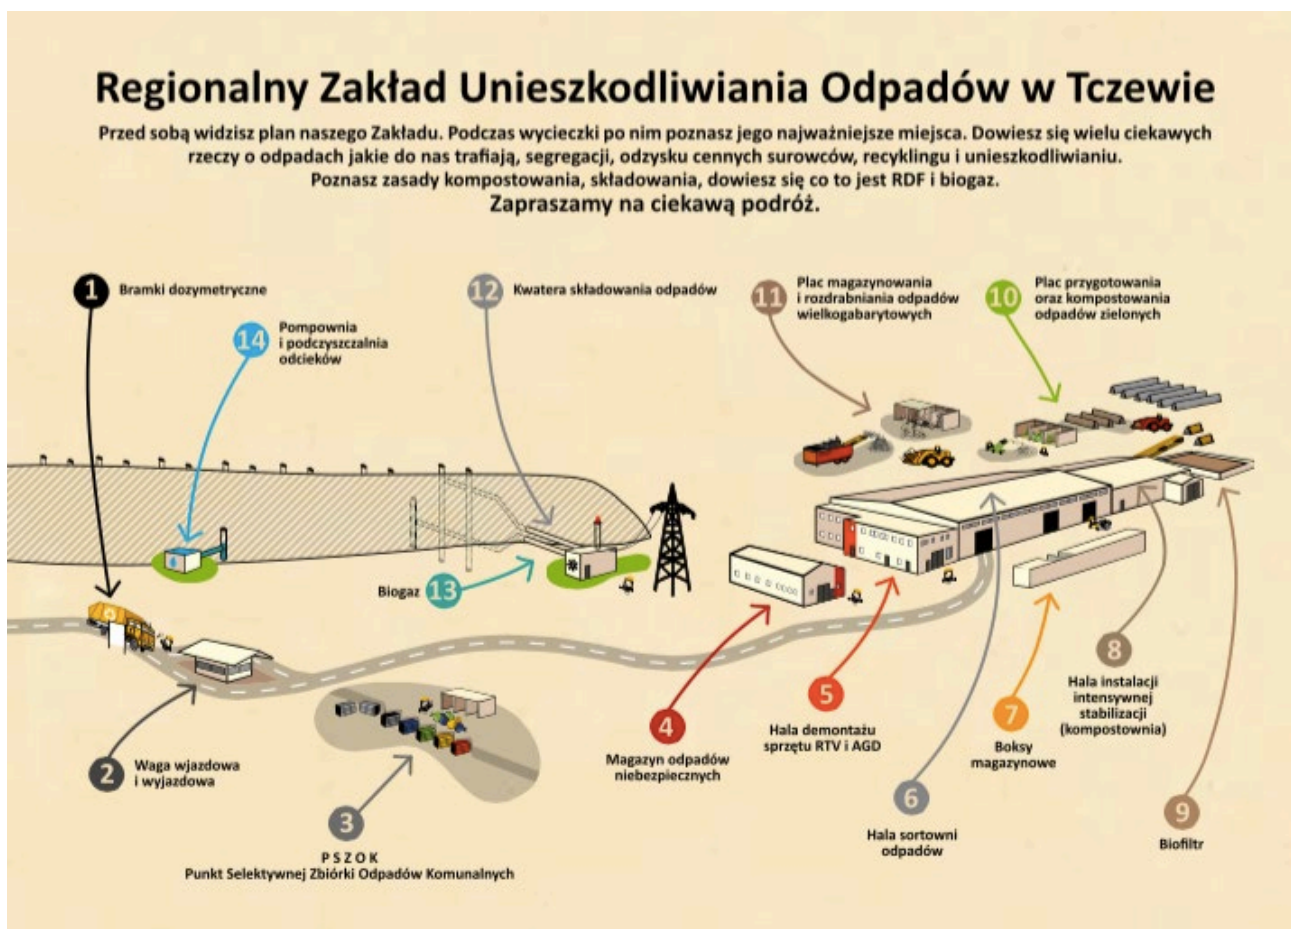 Regionalny Zakład Unieszkodliwiania Odpadów w Tczewie
Przed sobą widzisz plan naszego Zakładu. Podczas wycieczki po nim poznasz jego najważniejsze miejsca. Dowiesz się wielu ciekawych
rzeczy o odpadach jakie do nas trafiają, segregacji, odzysku cennych surowców, recyklingu i unieszkodliwianiu.
Poznasz zasady kompostowania, składowania, dowiesz się co to jest RDF i biogaz.
Zapraszamy na ciekawą podróż.
1 Bramki dozymetryczne
14 Pompownia
i podczyszczalnia
odcieków
12 Kwatera składowania odpadów
11 Plac magazynowania
i rozdrabniania odpadów
wielkogabarytowych
10 Plac przygotowania
oraz kompostowania
odpadów zielonych
Biogaz 13
2 Waga wjazdowa
i wyjazdowa
3
PSZOK
Punkt Selektywnej Zbiórki Odpadów Komunalnych
4
Magazyn odpadów
niebezpiecznych
5
Hala demontażu
sprzętu RTV i AGD
6
Hala sortowni
odpadów
7
Boksy
magazynowe
8
Hala instalacji
intensywnej
stabilizacji
(kompostownia)
9
Biofiltr